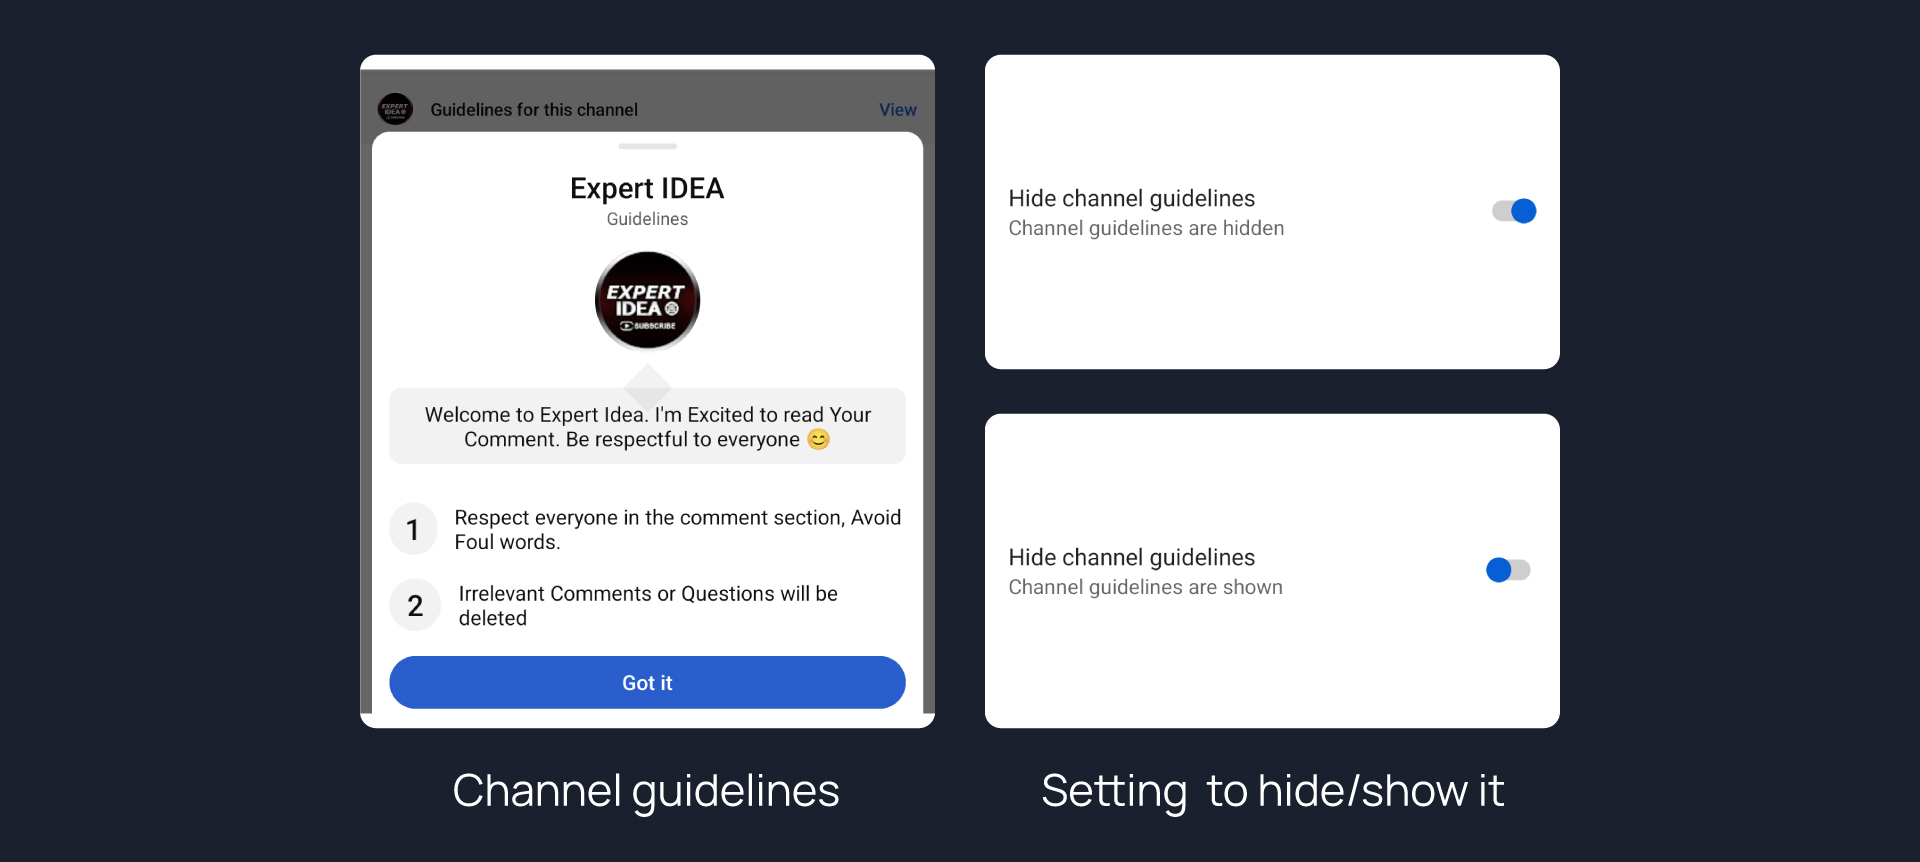 Guidelines for this channel
View
Expert IDEA
Guidelines
EXPERT
IDEA
SUBSCRIBE
Welcome to Expert Idea. I'm Excited to read Your
Comment. Be respectful to everyone 😊
1
Respect everyone in the comment section, Avoid
Foul words.
2
Irrelevant Comments or Questions will be
deleted
Got it
Channel guidelines
Hide channel guidelines
Channel guidelines are hidden
Hide channel guidelines
Channel guidelines are shown
Setting to hide/show it